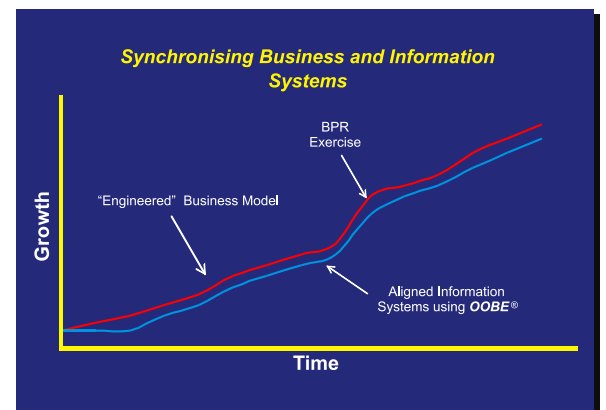 Synchronising Business and Information
Systems
BPR
Exercise
“Engineered” Business Model
Growth
Aligned Information
Systems using OOBE®
Time